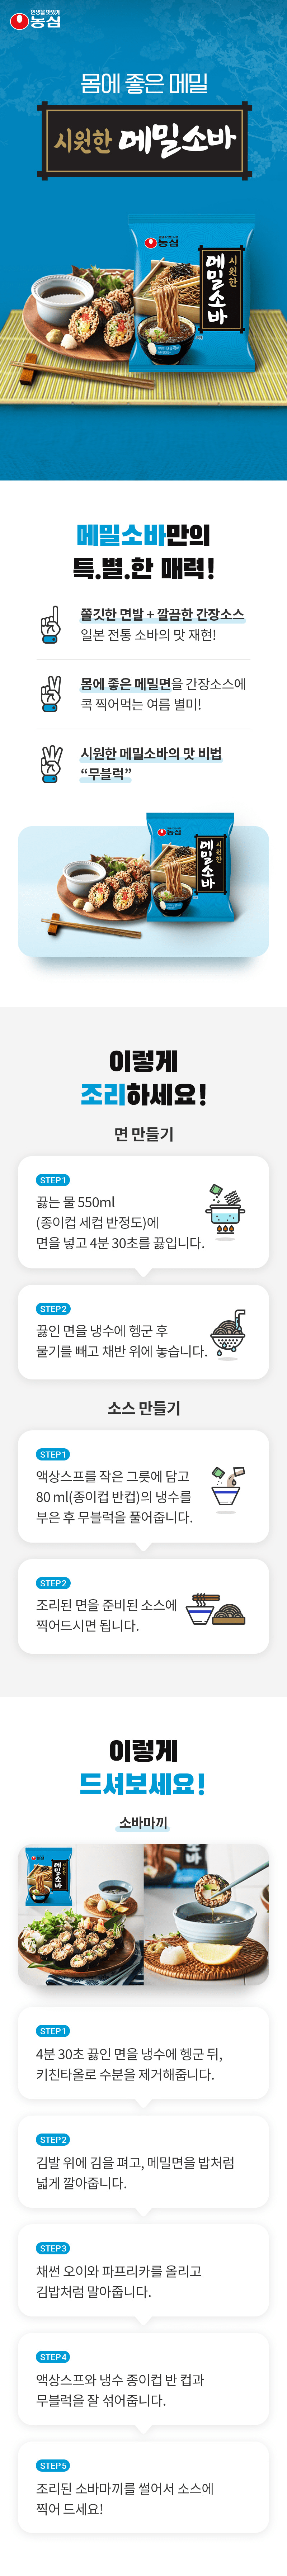 인생을 맛있게
농심
몸에 좋은 메밀
시원한 메밀소바
농심
시원한
메밀소바
메밀소바만의
특.별.한 매력!
쫄깃한 면발 + 깔끔한 간장소스
일본 전통 소바의 맛 재현!
몸에 좋은 메밀면을 간장소스에
콕 찍어먹는 여름 별미!
시원한 메밀소바의 맛 비법
“무블럭”
농심
시원한
메밀소바
이렇게
조리하세요!
면 만들기
STEP1
끓는 물 550ml
(종이컵 세컵 반정도)에
면을 넣고 4분 30초를 끓입니다.
STEP2
끓인 면을 냉수에 헹군 후
물기를 빼고 채반 위에 놓습니다.
소스 만들기
STEP1
액상스프를 작은 그릇에 담고
80 ml(종이컵 반컵)의 냉수를
부은 후 무블럭을 풀어줍니다.
STEP2
조리된 면을 준비된 소스에
찍어드시면 됩니다.
이렇게
드셔보세요!
소바마끼
농심
시원한
메밀소바
STEP1
4분 30초 끓인 면을 냉수에 헹군 뒤,
키친타올로 수분을 제거해줍니다.
STEP2
김발 위에 김을 펴고, 메밀면을 밥처럼
넓게 깔아줍니다.
STEP3
채썬 오이와 파프리카를 올리고
김밥처럼 말아줍니다.
STEP4
액상스프와 냉수 종이컵 반 컵과
무블럭을 잘 섞어줍니다.
STEP5
조리된 소바마끼를 썰어서 소스에
찍어 드세요!